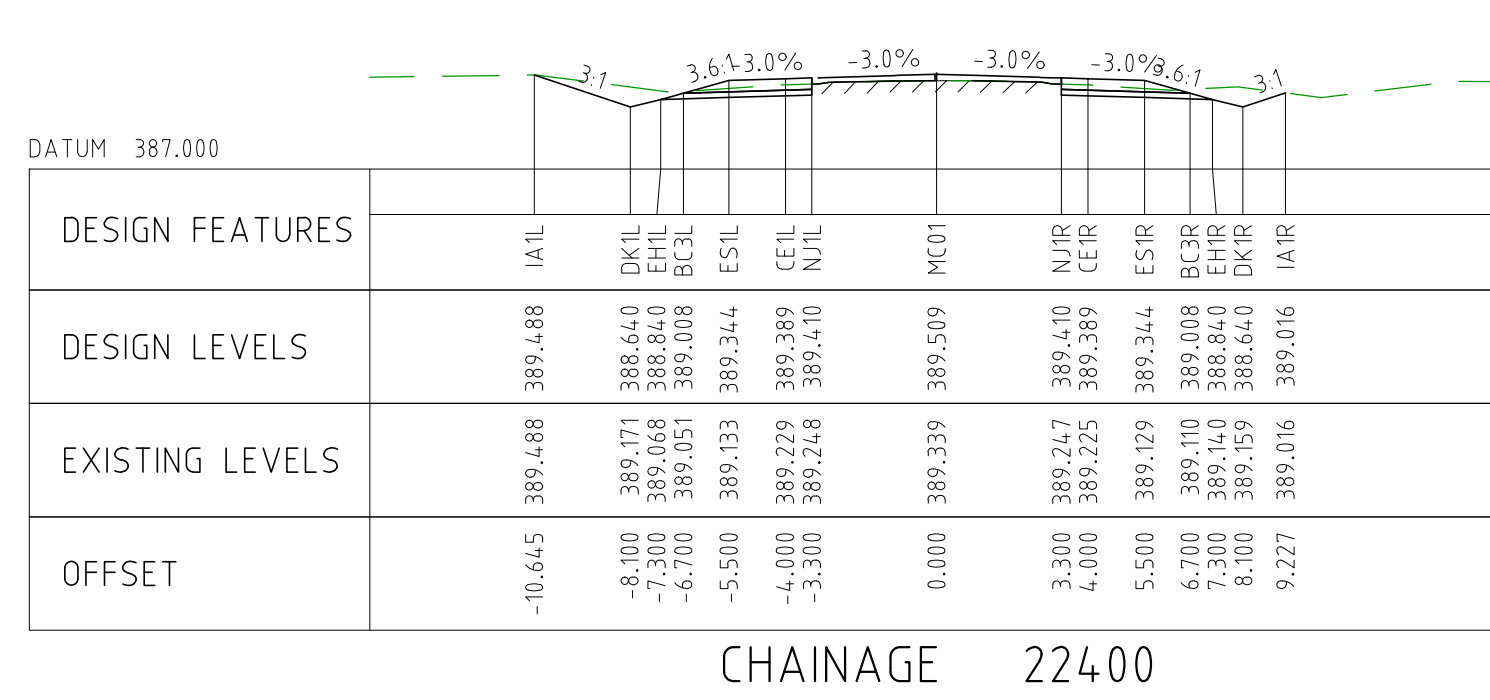 3:1 3.6:1 -3.0% -3.0% -3.0% -3.0% 3.6:1 3:1
DATUM 387.000
DESIGN FEATURES IA1L DK1L EH1L BC3L ES1L CE1L NJ1L MC01 NJ1R CE1R ES1R BC3R EH1R DK1R IA1R
DESIGN LEVELS 389.488 388.640 388.840 389.008 389.344 389.389 389.410 389.509 389.410 389.389 389.344 389.008 388.840 388.640 389.016
EXISTING LEVELS 389.488 389.171 389.068 389.051 389.133 389.229 389.248 389.339 389.247 389.225 389.129 389.110 389.140 389.159 389.016
OFFSET -10.645 -8.100 -7.300 -6.700 -5.500 -4.000 -3.300 0.000 3.300 4.000 5.500 6.700 7.300 8.100 9.227
CHAINAGE 22400